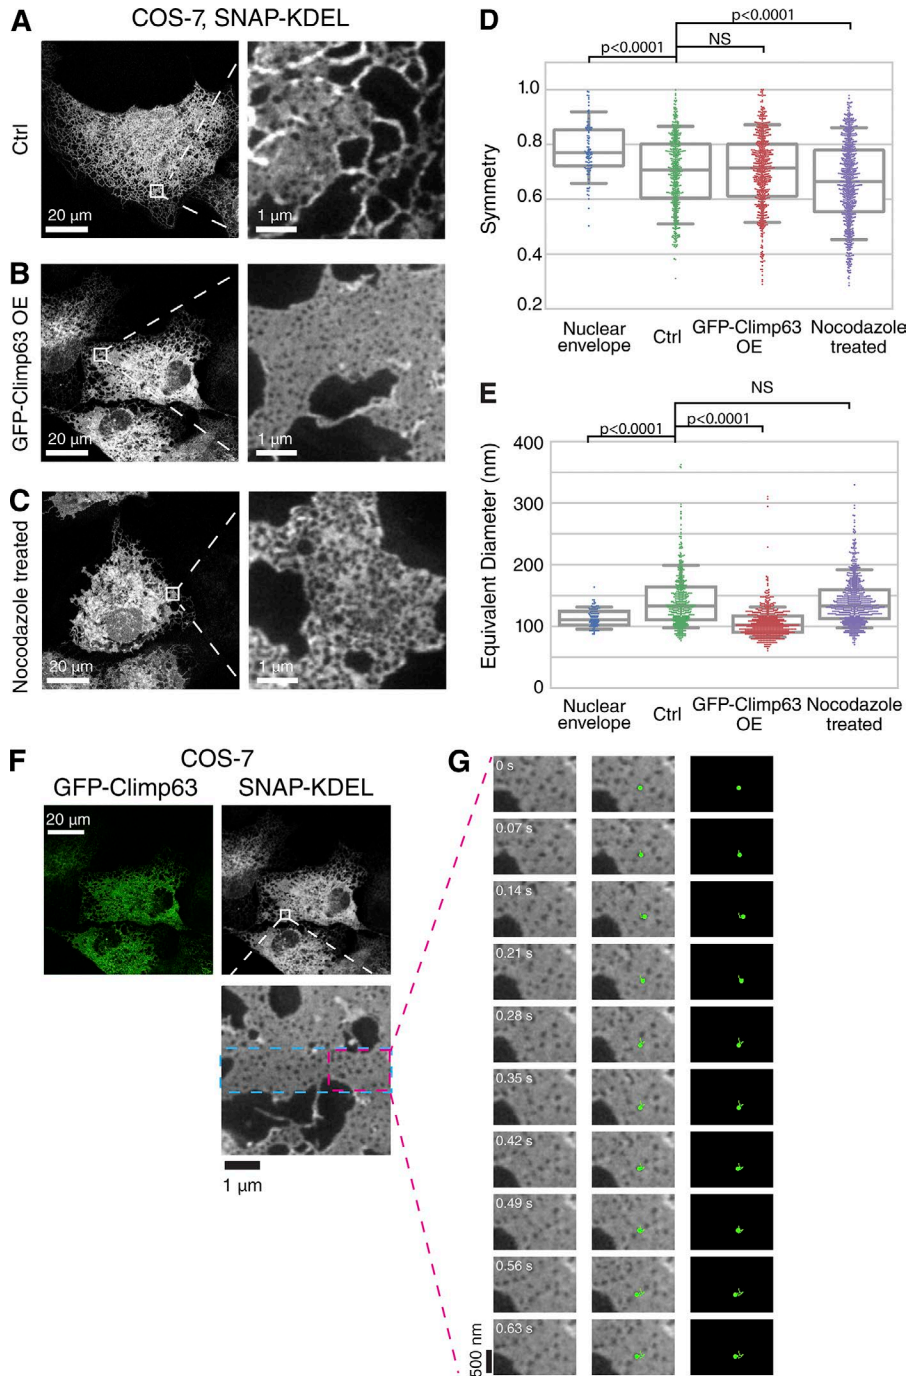 A
COS-7, SNAP-KDEL
Ctrl
20 µm
1 µm
B
GFP-Climp63 OE
20 µm
1 µm
C
Nocodazole treated
20 µm
1 µm
D
p<0.0001
NS
p<0.0001
Symmetry
1.0
0.8
0.6
0.4
0.2
Nuclear envelope
Ctrl
GFP-Climp63 OE
Nocodazole treated
E
NS
p<0.0001
p<0.0001
Equivalent Diameter (nm)
400
300
200
100
0
Nuclear envelope
Ctrl
GFP-Climp63 OE
Nocodazole treated
F
COS-7
GFP-Climp63
SNAP-KDEL
20 µm
1 µm
G
0 s
0.07 s
0.14 s
0.21 s
0.28 s
0.35 s
0.42 s
0.49 s
0.56 s
0.63 s
500 nm